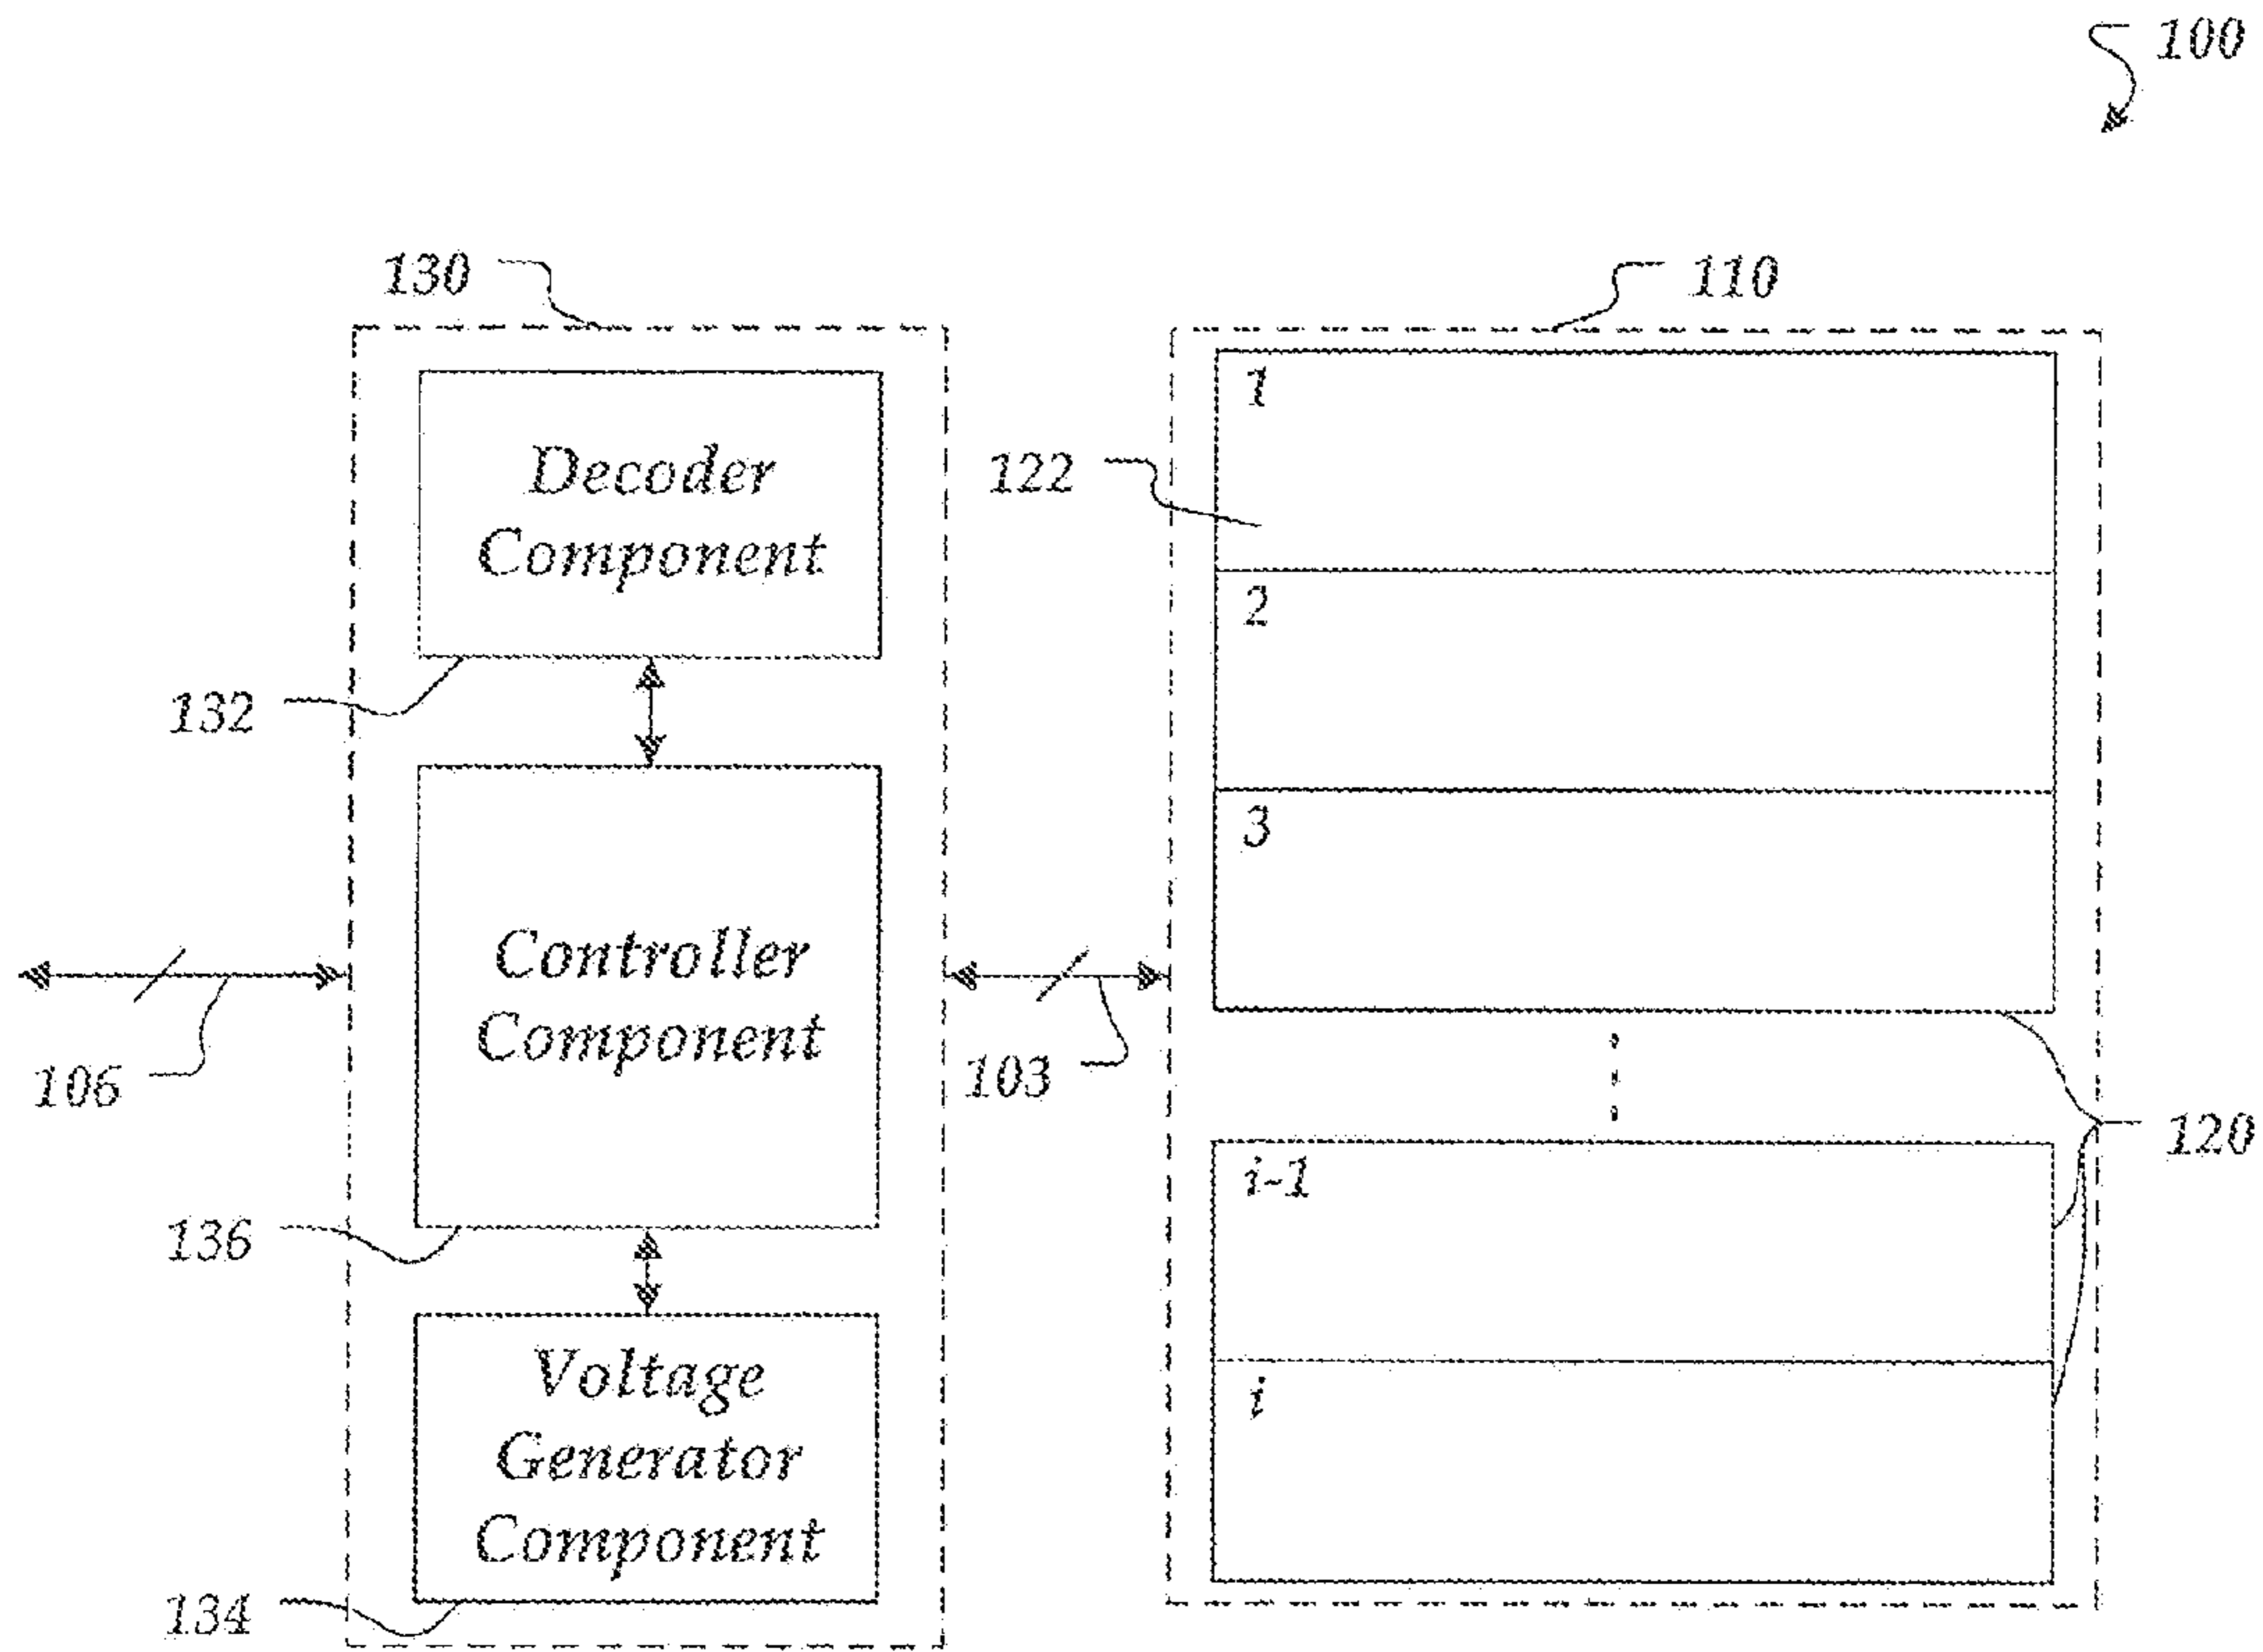 100
130
110
Decoder
Component
1
122
2
132
3
Controller
Component
106
103
120
i-1
136
Voltage
Generator
Component
i
134